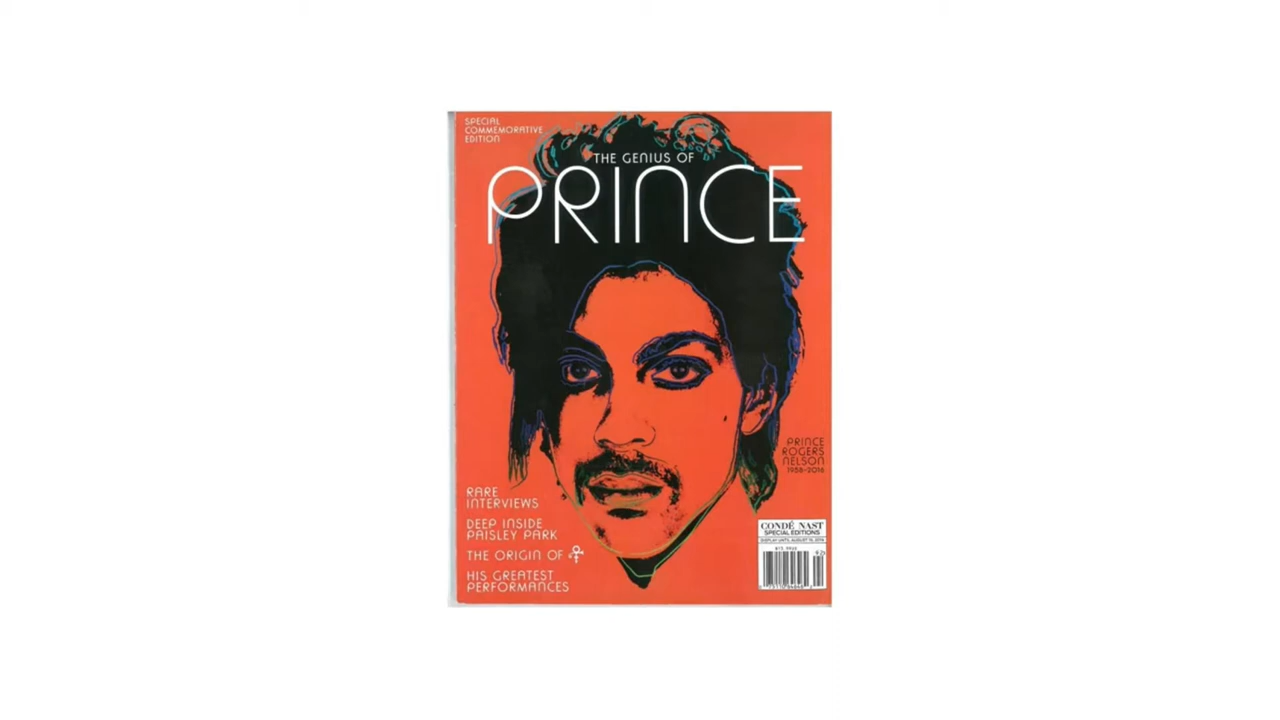 SPECIAL
COMMEMORATIVE
EDITION
THE GENIUS OF
PRINCE
PRINCE
ROGERS
NELSON
1958–2016
RARE
INTERVIEWS
DEEP INSIDE
PAISLEY PARK
THE ORIGIN OF
HIS GREATEST
PERFORMANCES
CONDÉ NAST
SPECIAL EDITIONS